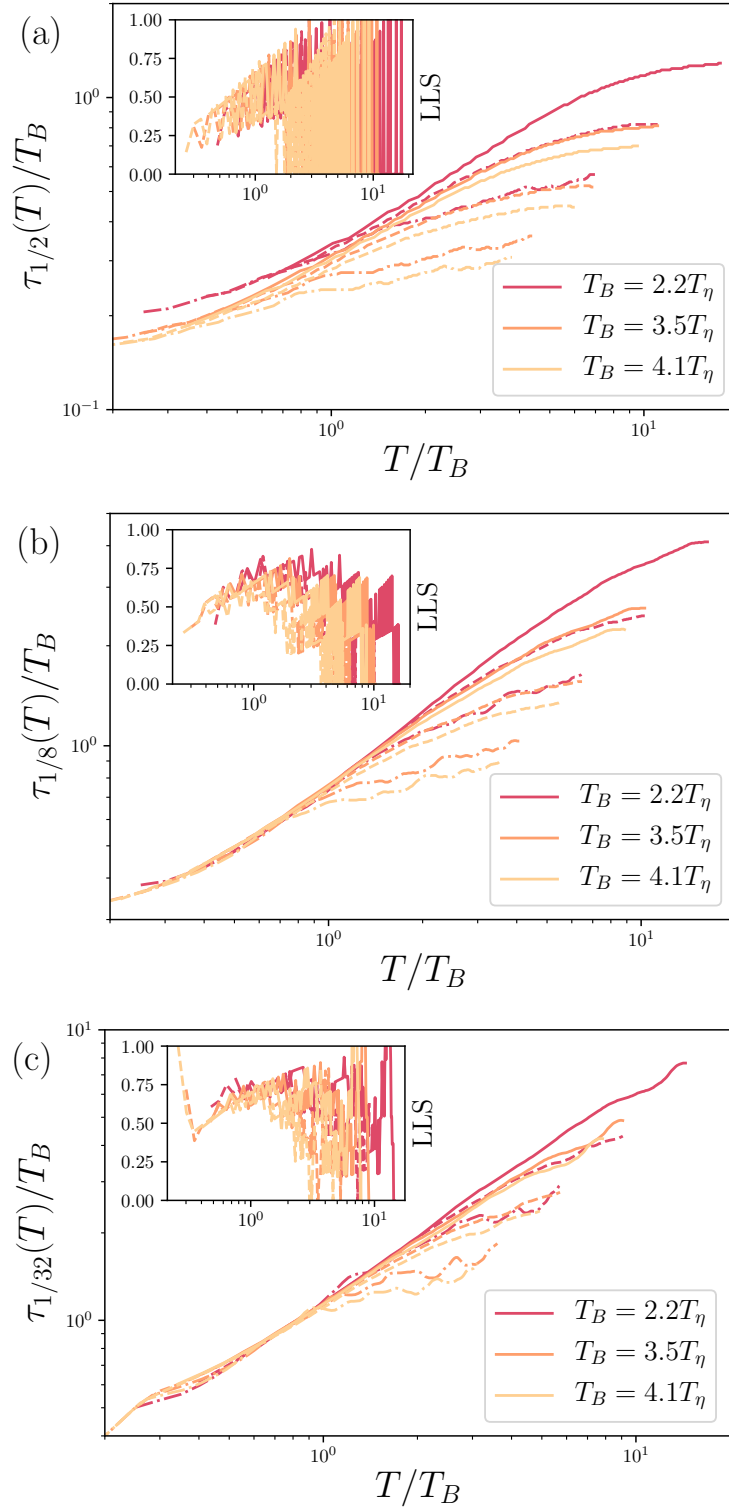 (a)
1.00
0.75
0.50
0.25
0.00
10^0
10^1
LLS
τ_{1/2}(T)/T_B
10^0
10^{-1}
T_B = 2.2T_η
T_B = 3.5T_η
T_B = 4.1T_η
10^0
10^1
T/T_B
(b)
1.00
0.75
0.50
0.25
0.00
10^0
10^1
LLS
τ_{1/8}(T)/T_B
10^0
T_B = 2.2T_η
T_B = 3.5T_η
T_B = 4.1T_η
10^0
10^1
T/T_B
(c)
10^1
1.00
0.75
0.50
0.25
0.00
10^0
10^1
LLS
τ_{1/32}(T)/T_B
10^0
T_B = 2.2T_η
T_B = 3.5T_η
T_B = 4.1T_η
10^0
10^1
T/T_B